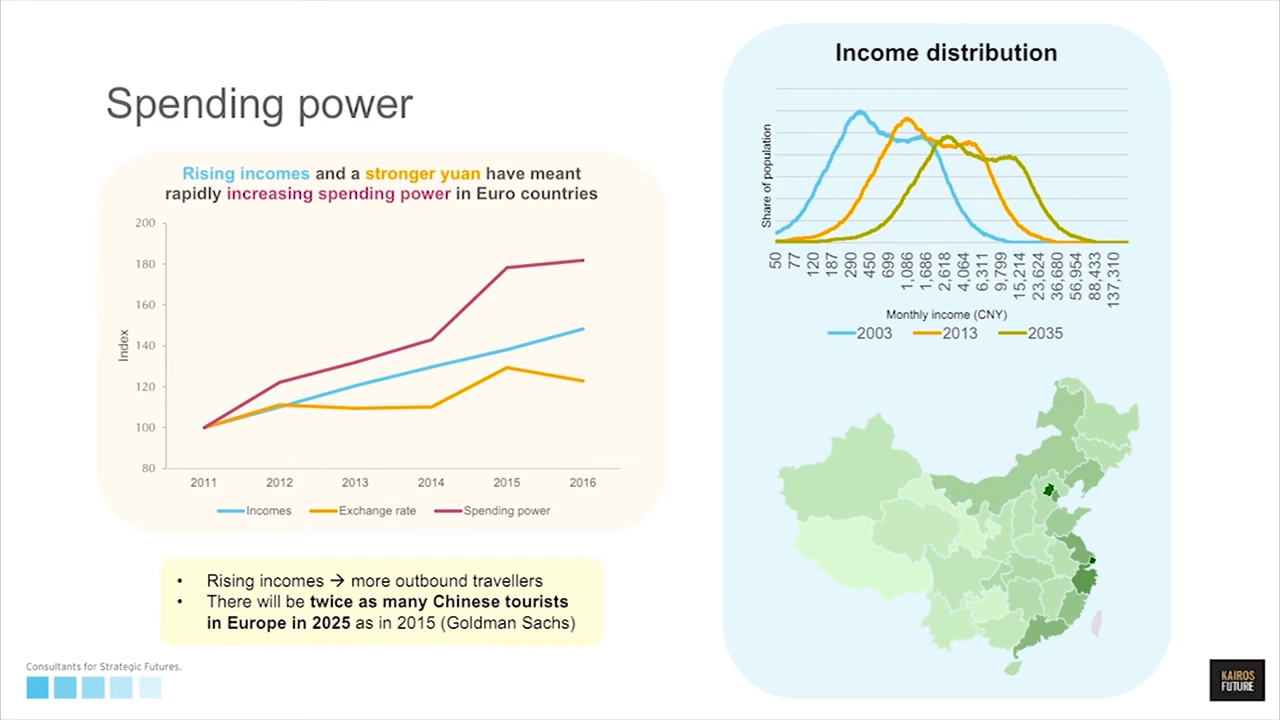 Spending power
Rising incomes and a stronger yuan have meant
rapidly increasing spending power in Euro countries
200
180
160
140
120
100
80
Index
2011 2012 2013 2014 2015 2016
Incomes Exchange rate Spending power
• Rising incomes → more outbound travellers
• There will be twice as many Chinese tourists
in Europe in 2025 as in 2015 (Goldman Sachs)
Income distribution
Share of population
50 77 120 187 290 450 699 1,086 1,686 2,618 4,064 6,311 9,799 15,214 23,624 36,680 56,954 88,433 137,310
Monthly income (CNY)
2003 2013 2035
Consultants for Strategic Futures.
KAIROS
FUTURE